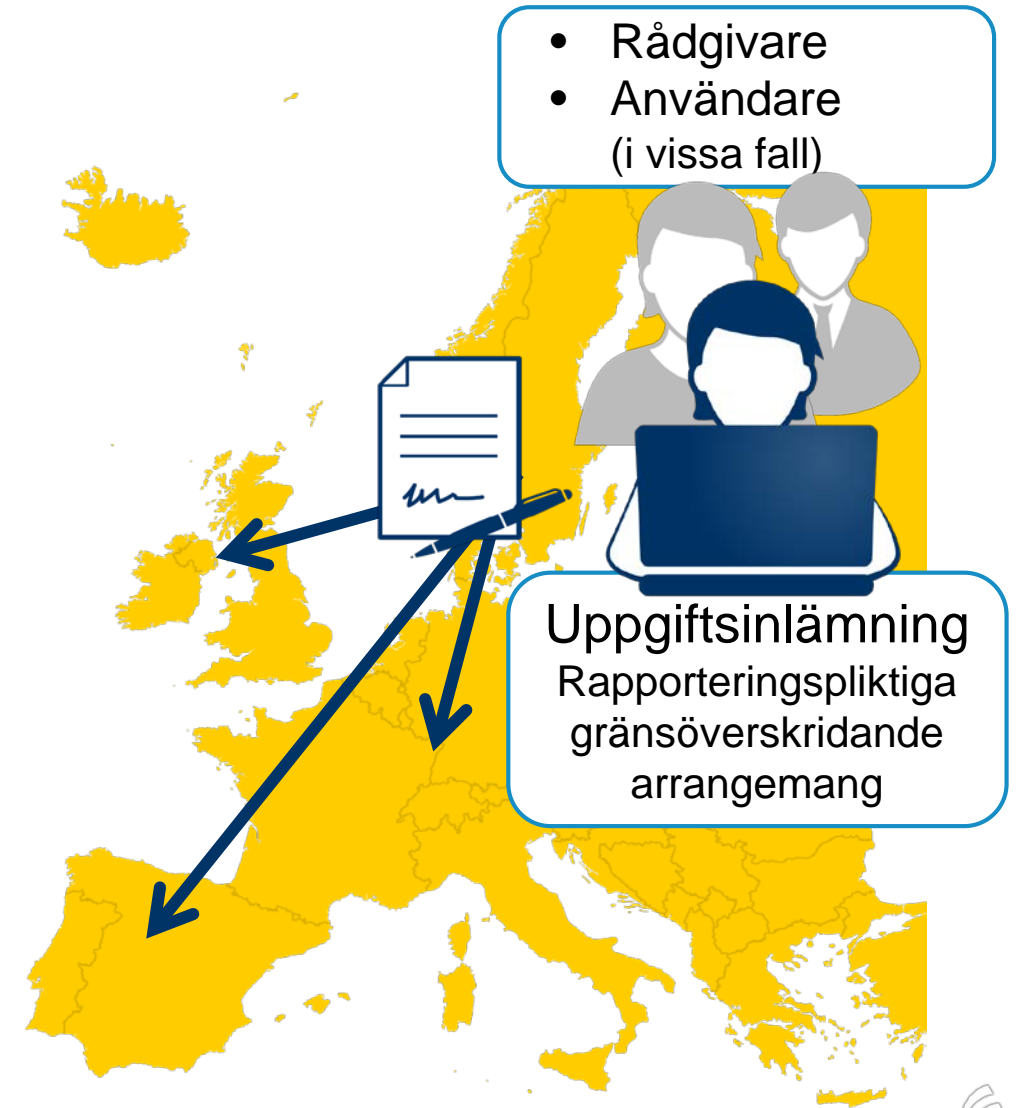 • Rådgivare
• Användare
(i vissa fall)
Uppgiftsinlämning
Rapporteringspliktiga
gränsöverskridande
arrangemang